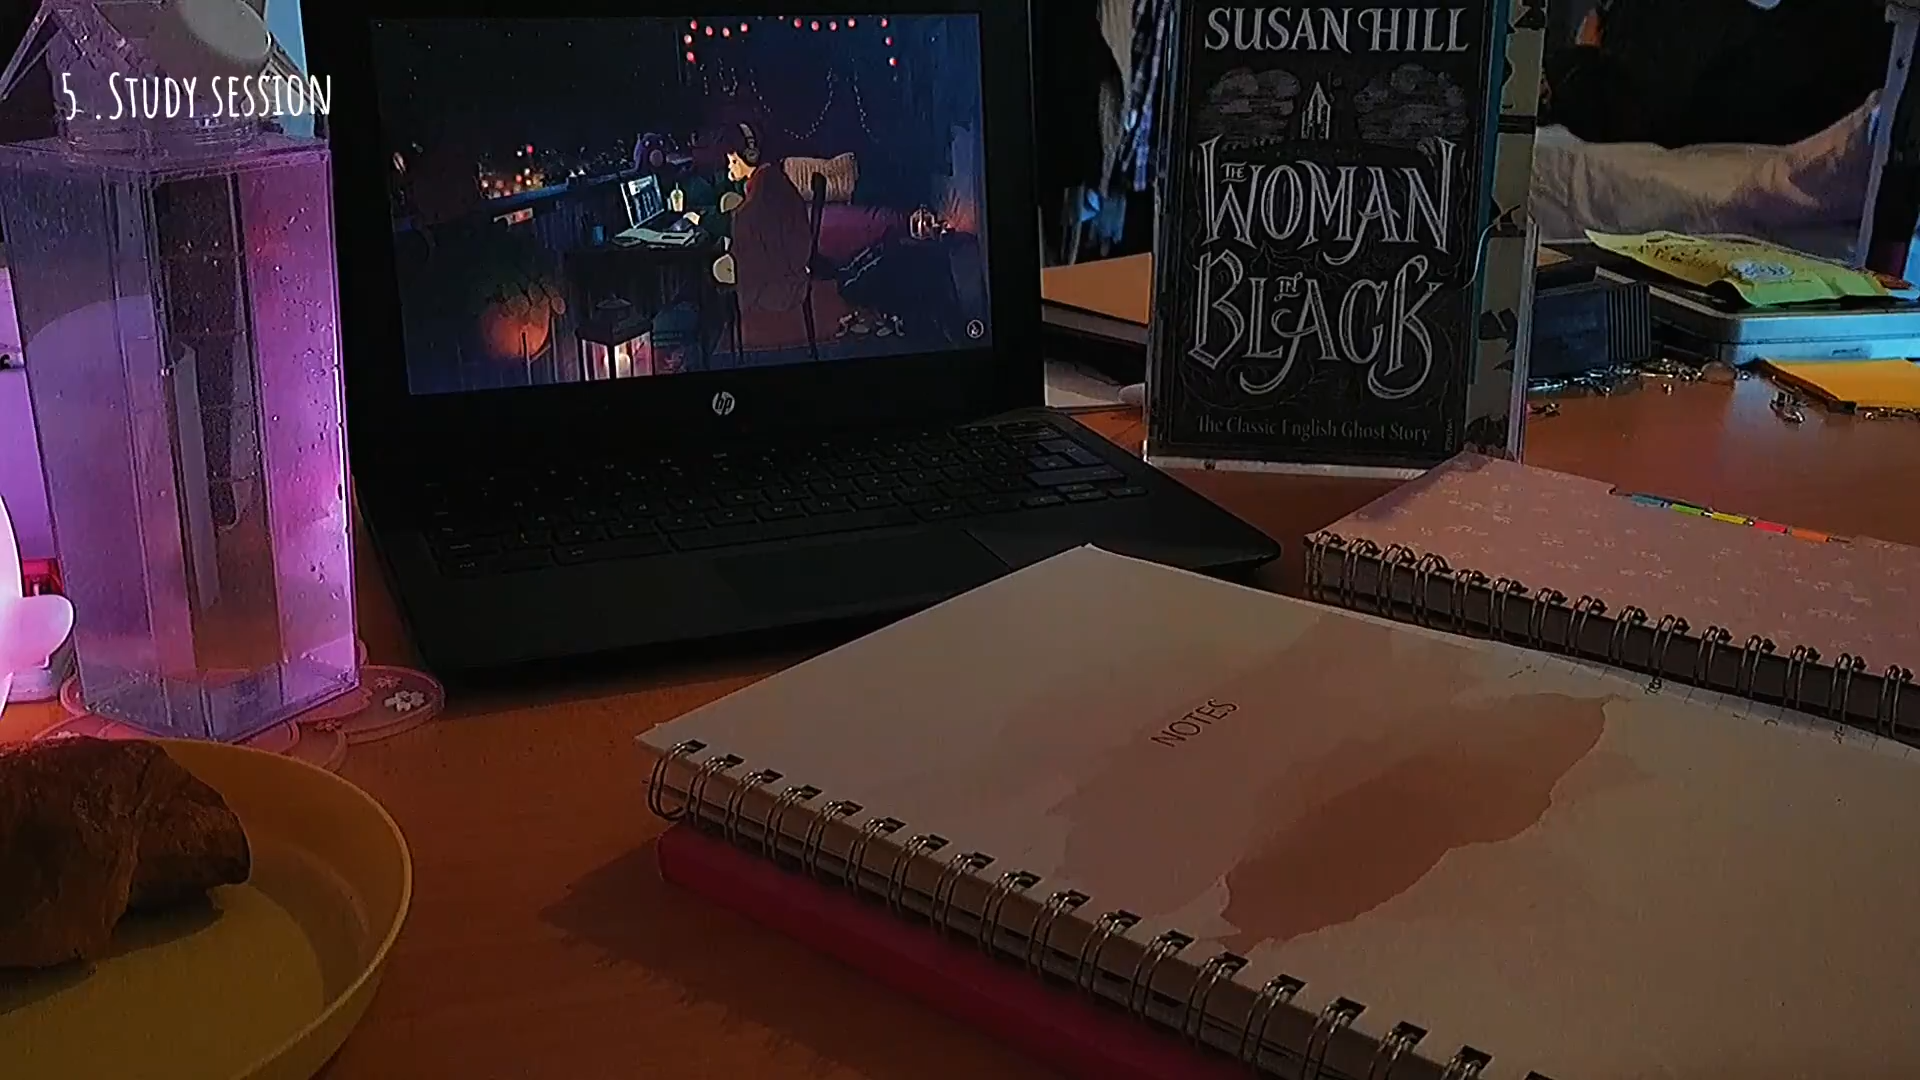 5. Study session
SUSAN HILL
THE
WOMAN
IN
BLACK
The Classic English Ghost Story
hp
NOTES